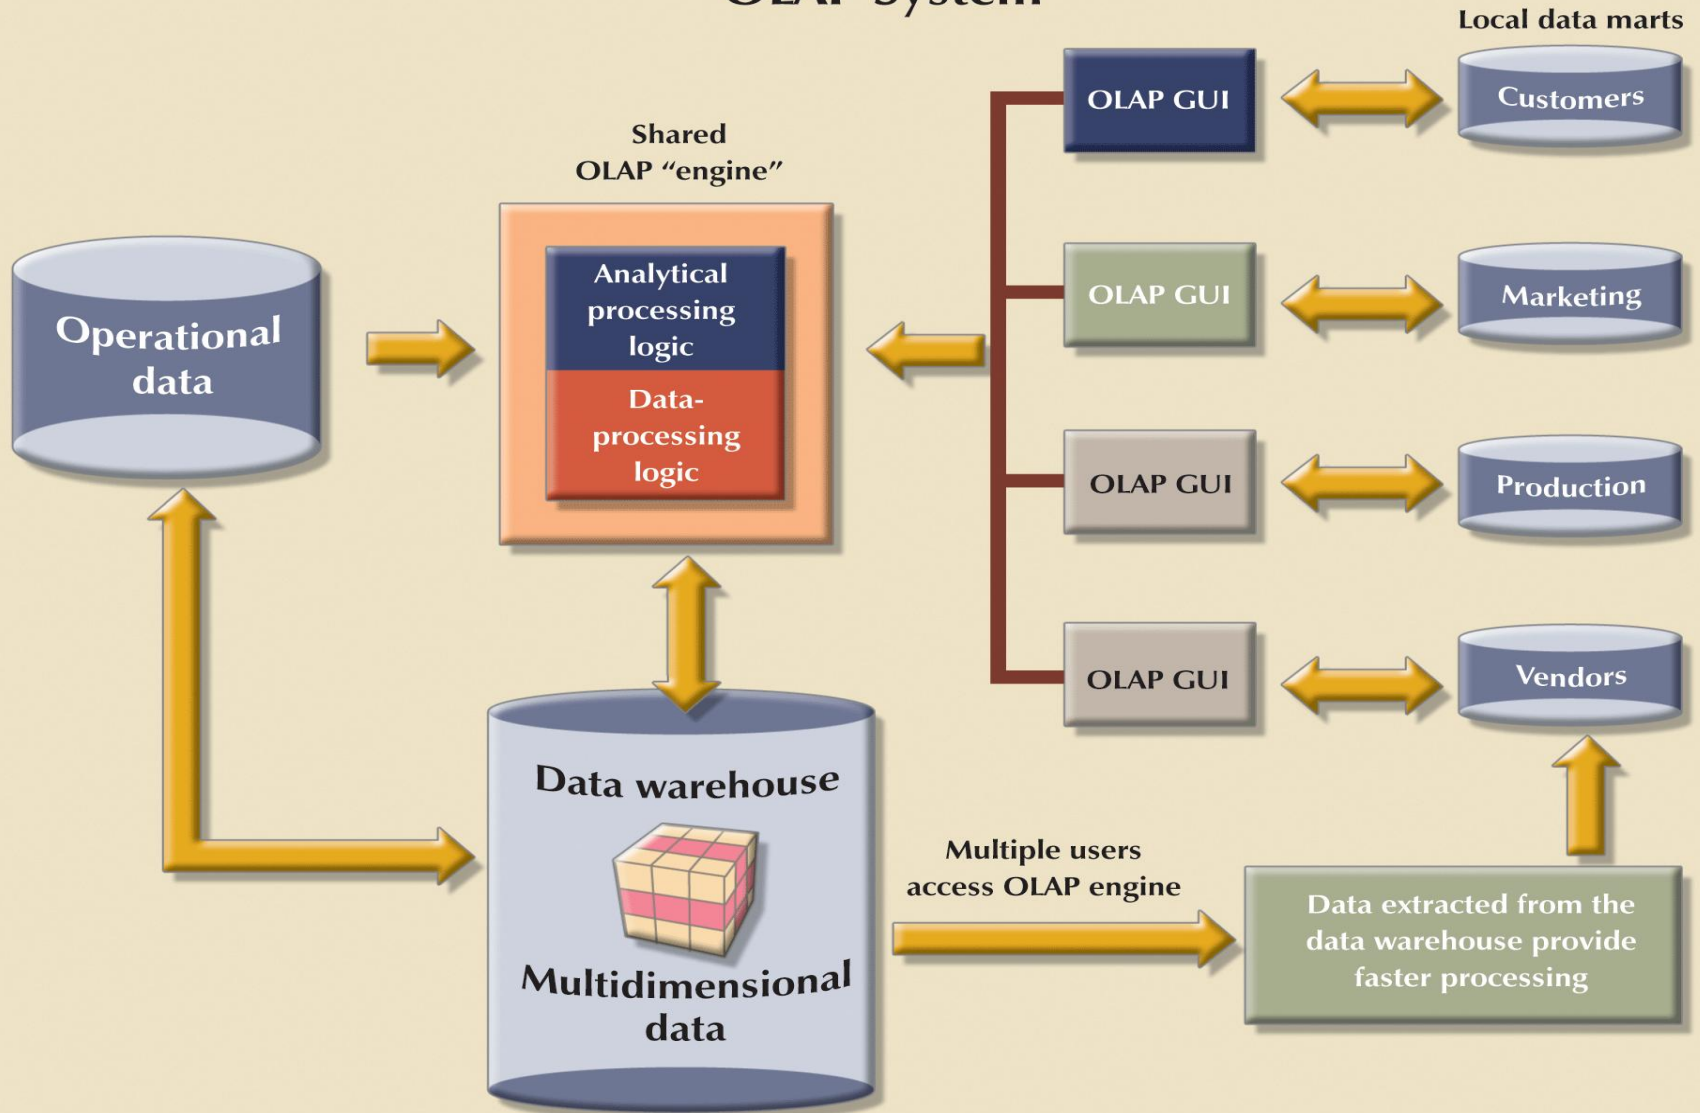 OLAP System
Local data marts
OLAP GUI
Customers
Shared
OLAP “engine”
Analytical
processing
logic
Data-
processing
logic
Operational
data
OLAP GUI
Marketing
OLAP GUI
Production
OLAP GUI
Vendors
Data warehouse
Multidimensional
data
Multiple users
access OLAP engine
Data extracted from the
data warehouse provide
faster processing